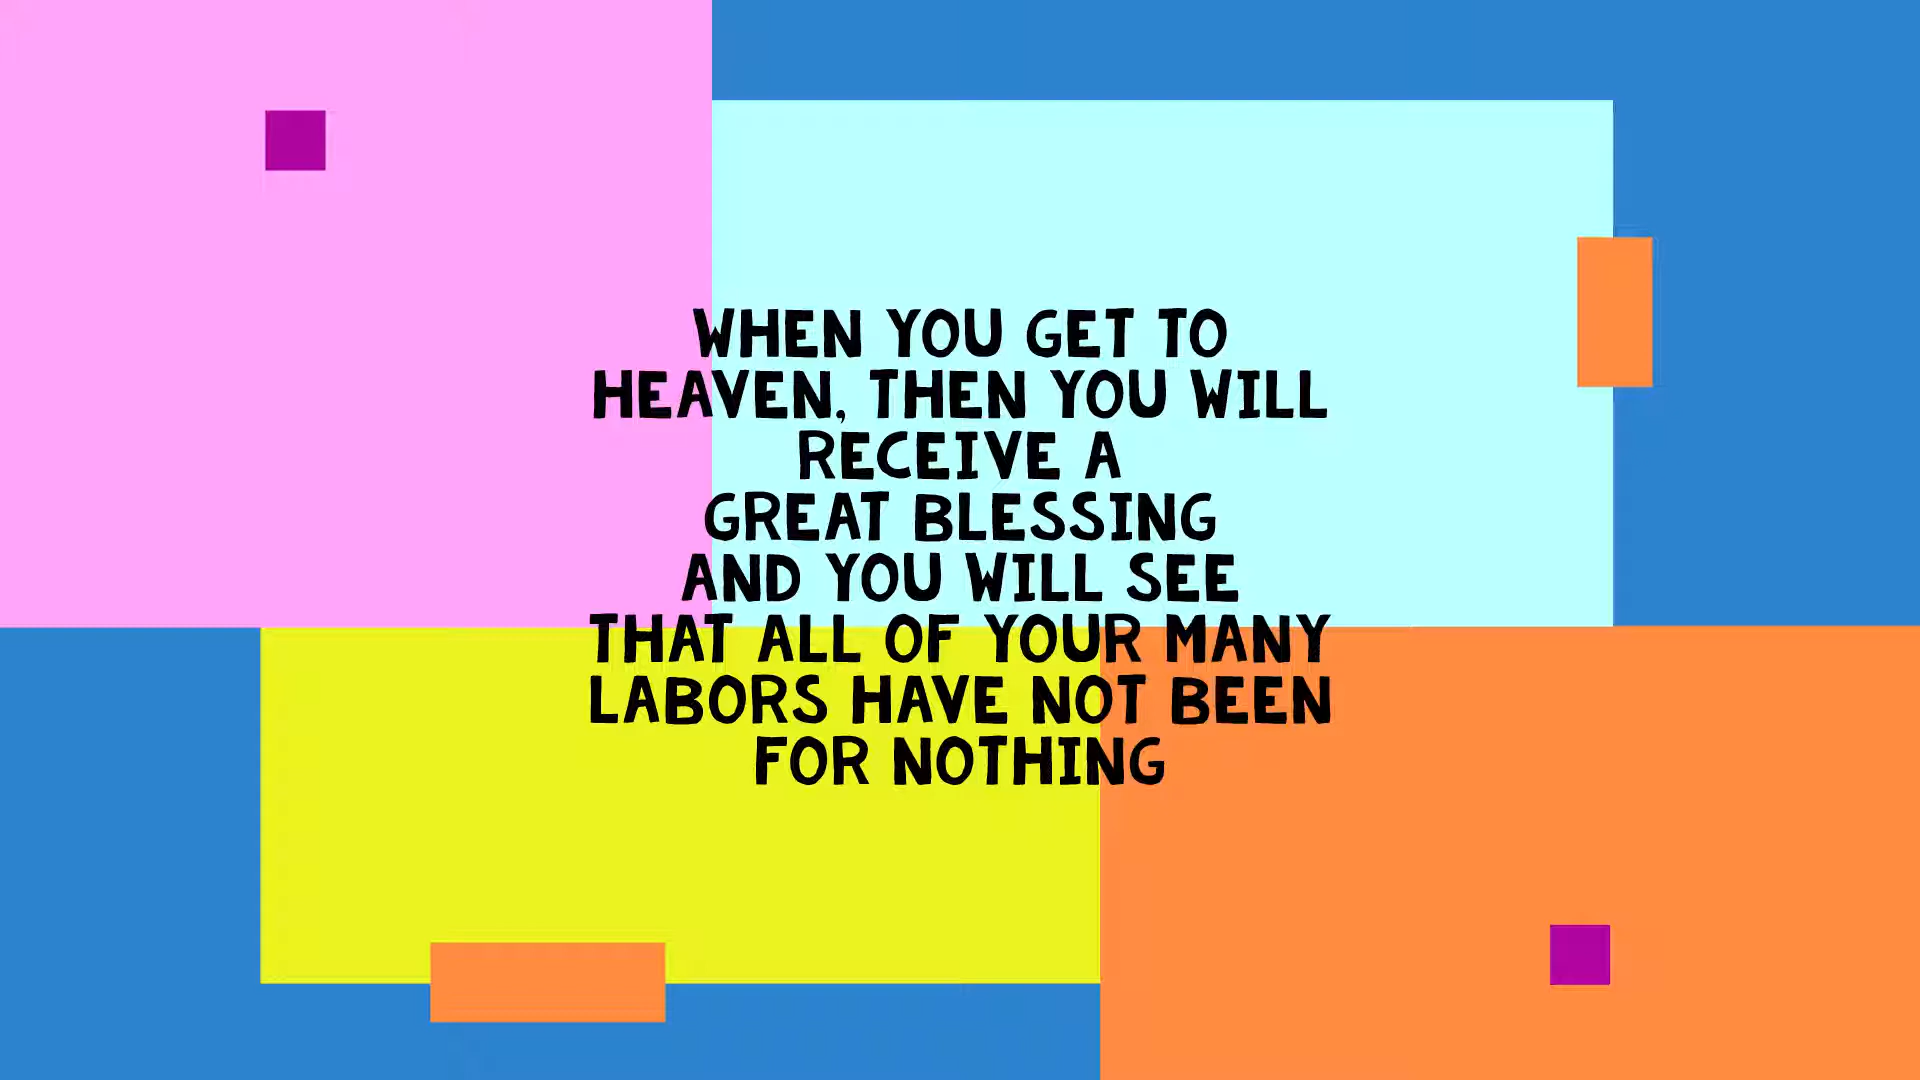 WHEN YOU GET TO
HEAVEN, THEN YOU WILL
RECEIVE A
GREAT BLESSING
AND YOU WILL SEE
THAT ALL OF YOUR MANY
LABORS HAVE NOT BEEN
FOR NOTHING